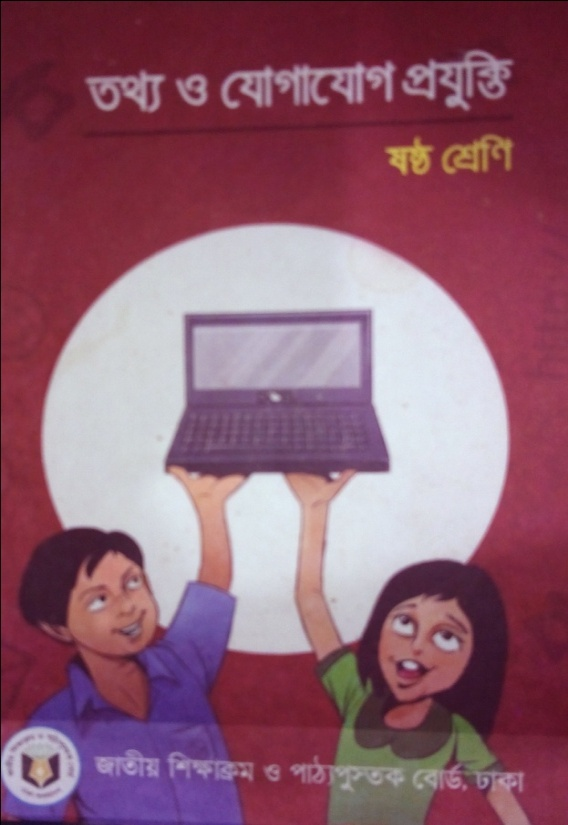 তথ্য ও যোগাযোগ প্রযুক্তি
ষষ্ঠ শ্রেণি
জাতীয় শিক্ষাক্রম ও পাঠ্যপুস্তক বোর্ড, ঢাকা